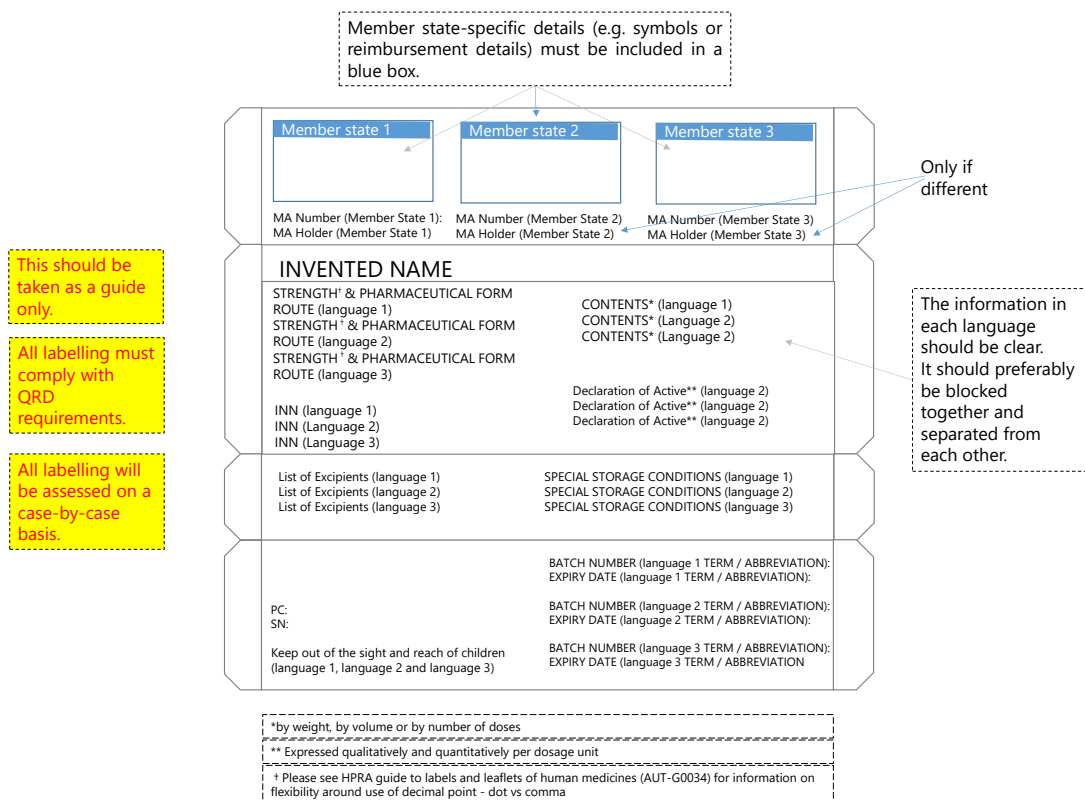 Member state-specific details (e.g. symbols or
reimbursement details) must be included in a
blue box.
Member state 1
Member state 2
Member state 3
MA Number (Member State 1):
MA Holder (Member State 1)
MA Number (Member State 2)
MA Holder (Member State 2)
MA Number (Member State 3)
MA Holder (Member State 3)
Only if
different
This should be
taken as a guide
only.
All labelling must
comply with
QRD
requirements.
All labelling will
be assessed on a
case-by-case
basis.
INVENTED NAME
STRENGTH† & PHARMACEUTICAL FORM
ROUTE (language 1)
STRENGTH † & PHARMACEUTICAL FORM
ROUTE (language 2)
STRENGTH † & PHARMACEUTICAL FORM
ROUTE (language 3)
INN (language 1)
INN (Language 2)
INN (Language 3)
CONTENTS* (language 1)
CONTENTS* (Language 2)
CONTENTS* (Language 2)
Declaration of Active** (language 2)
Declaration of Active** (language 2)
Declaration of Active** (language 2)
The information in
each language
should be clear.
It should preferably
be blocked
together and
separated from
each other.
List of Excipients (language 1)
List of Excipients (language 2)
List of Excipients (language 3)
SPECIAL STORAGE CONDITIONS (language 1)
SPECIAL STORAGE CONDITIONS (language 2)
SPECIAL STORAGE CONDITIONS (language 3)
PC:
SN:
Keep out of the sight and reach of children
(language 1, language 2 and language 3)
BATCH NUMBER (language 1 TERM / ABBREVIATION):
EXPIRY DATE (language 1 TERM / ABBREVIATION):
BATCH NUMBER (language 2 TERM / ABBREVIATION):
EXPIRY DATE (language 2 TERM / ABBREVIATION):
BATCH NUMBER (language 3 TERM / ABBREVIATION):
EXPIRY DATE (language 3 TERM / ABBREVIATION
*by weight, by volume or by number of doses
** Expressed qualitatively and quantitatively per dosage unit
† Please see HPRA guide to labels and leaflets of human medicines (AUT-G0034) for information on
flexibility around use of decimal point - dot vs comma